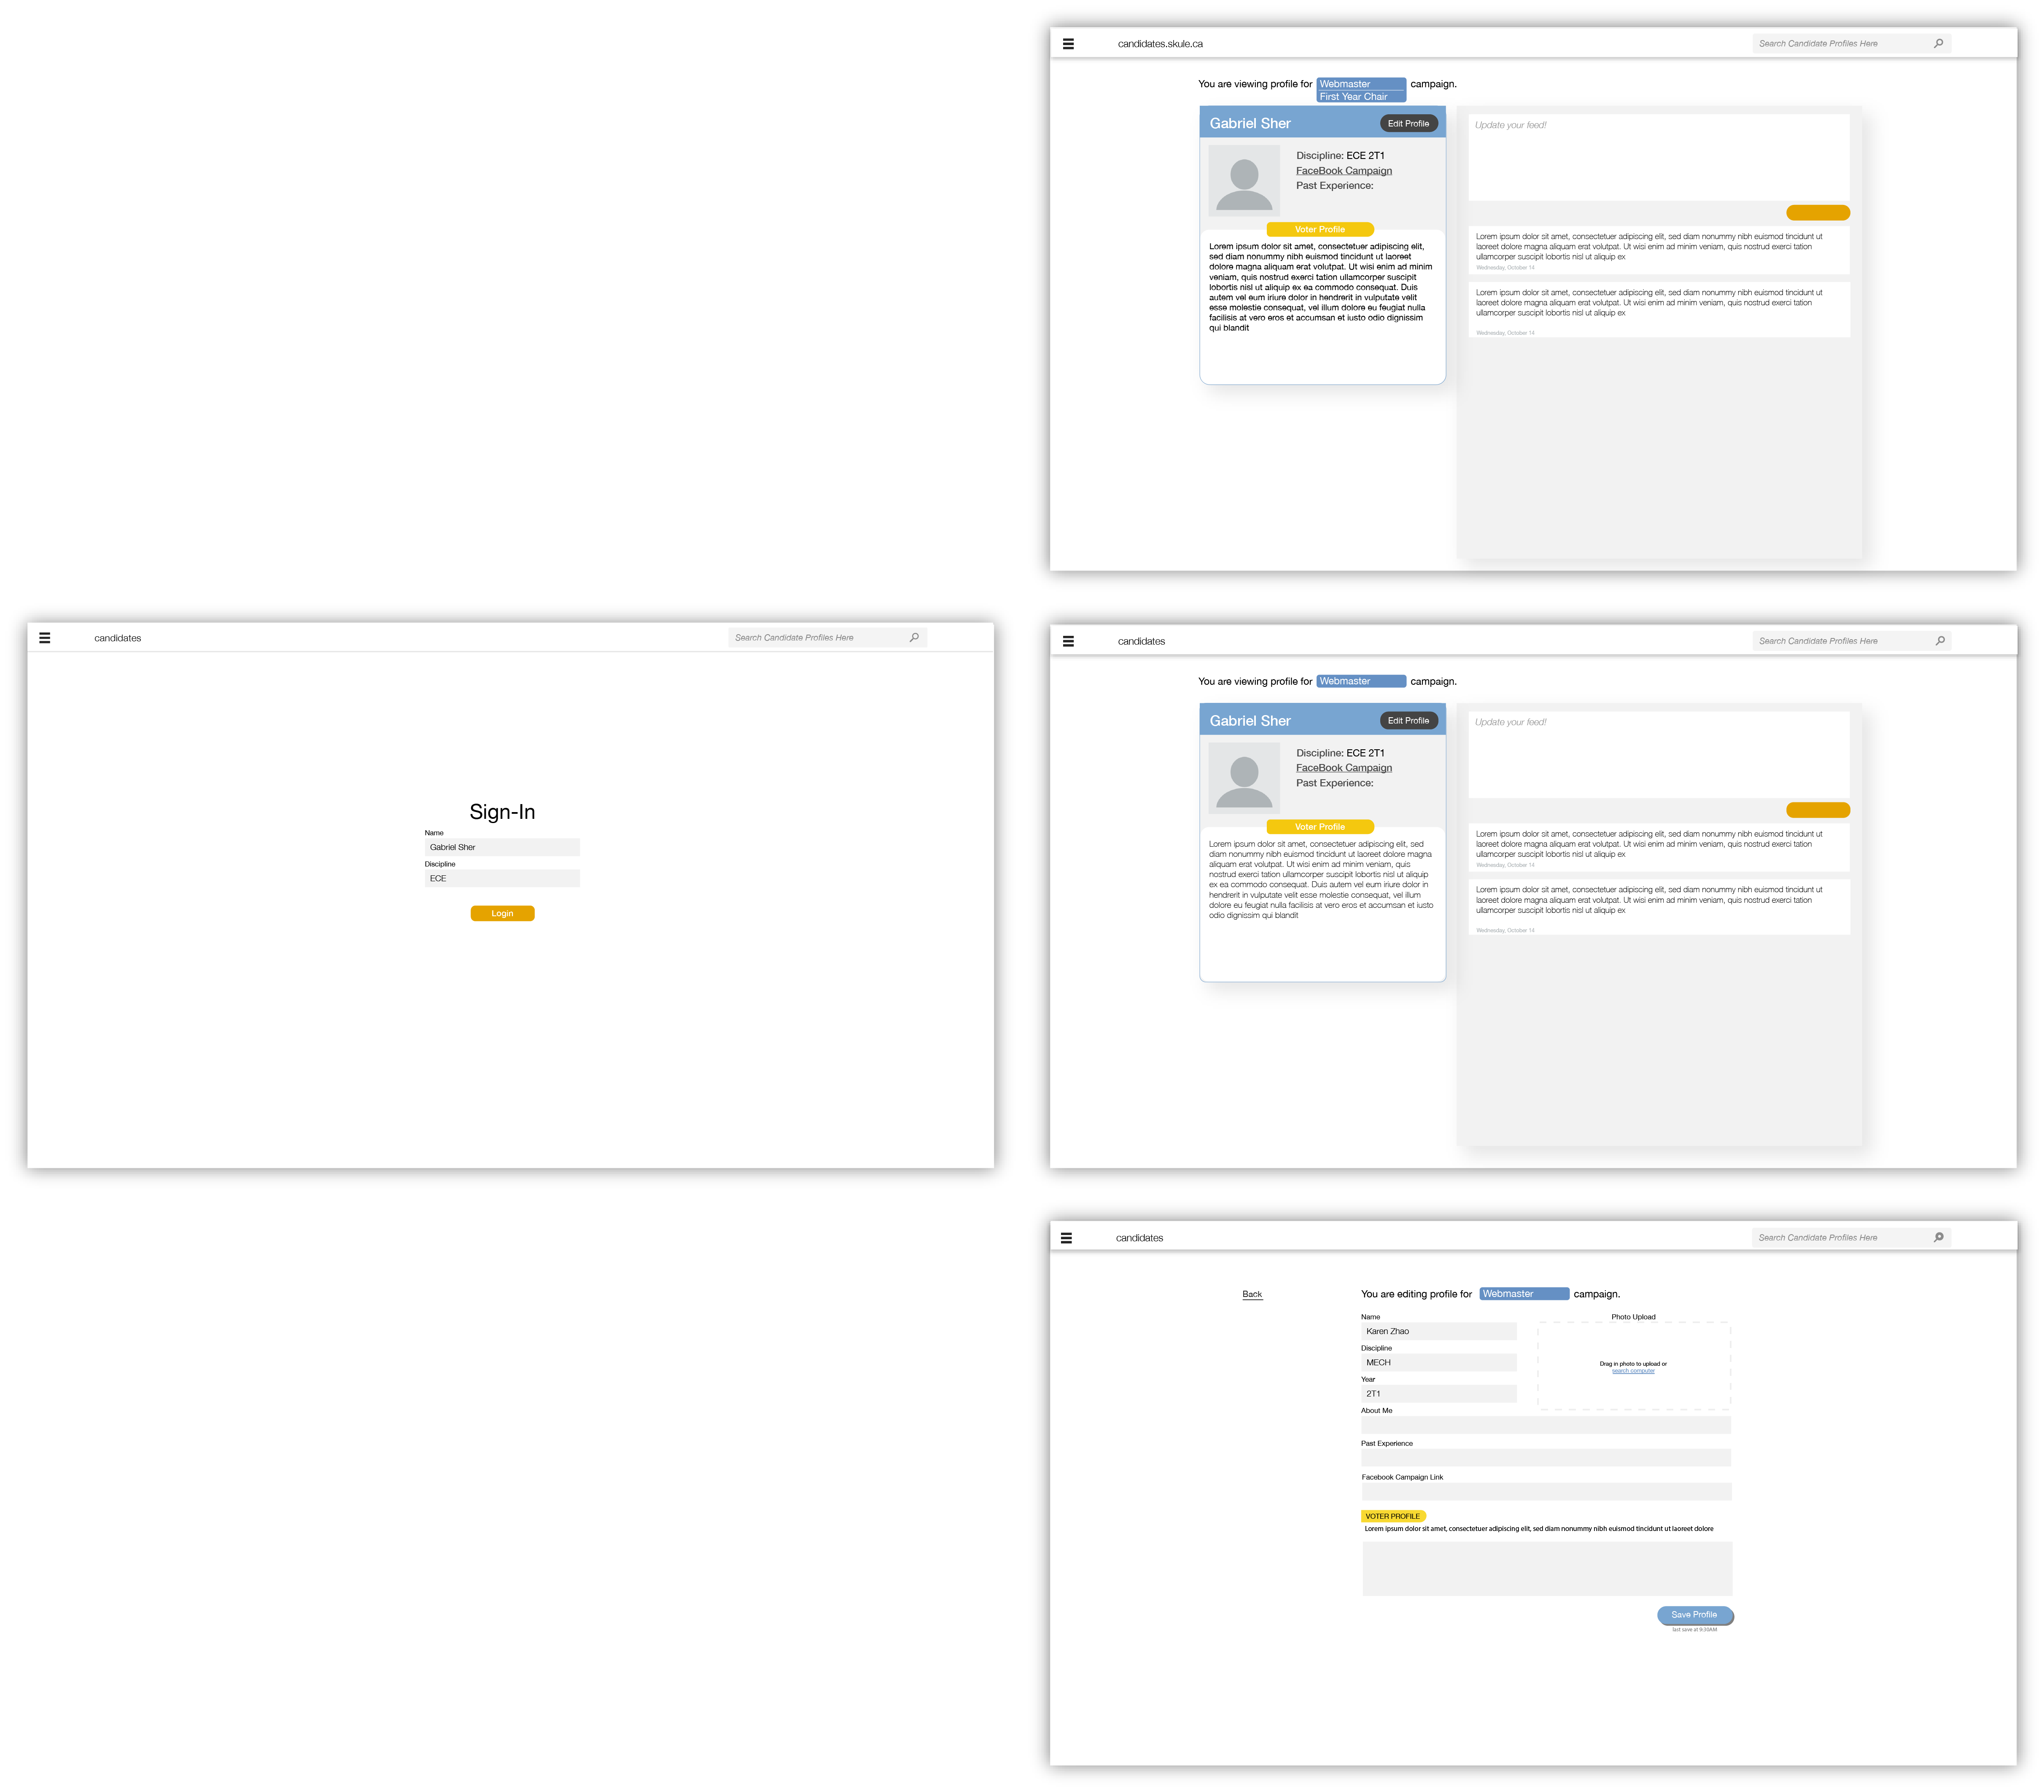 candidates.skule.ca
Search Candidate Profiles Here
You are viewing profile for Webmaster campaign.
First Year Chair
Gabriel Sher
Edit Profile
Discipline: ECE 2T1
FaceBook Campaign
Past Experience:
Voter Profile
Lorem ipsum dolor sit amet, consectetuer adipiscing elit,
sed diam nonummy nibh euismod tincidunt ut laoreet
dolore magna aliquam erat volutpat. Ut wisi enim ad minim
veniam, quis nostrud exerci tation ullamcorper suscipit
lobortis nisl ut aliquip ex ea commodo consequat. Duis
autem vel eum iriure dolor in hendrerit in vulputate velit
esse molestie consequat, vel illum dolore eu feugiat nulla
facilisis at vero eros et accumsan et iusto odio dignissim
qui blandit
Update your feed!
Lorem ipsum dolor sit amet, consectetuer adipiscing elit, sed diam nonummy nibh euismod tincidunt ut
laoreet dolore magna aliquam erat volutpat. Ut wisi enim ad minim veniam, quis nostrud exerci tation
ullamcorper suscipit lobortis nisl ut aliquip ex
Wednesday, October 14
Lorem ipsum dolor sit amet, consectetuer adipiscing elit, sed diam nonummy nibh euismod tincidunt ut
laoreet dolore magna aliquam erat volutpat. Ut wisi enim ad minim veniam, quis nostrud exerci tation
ullamcorper suscipit lobortis nisl ut aliquip ex
Wednesday, October 14
candidates
Search Candidate Profiles Here
Sign-In
Name
Gabriel Sher
Discipline
ECE
Login
candidates
Search Candidate Profiles Here
You are viewing profile for Webmaster campaign.
Gabriel Sher
Edit Profile
Discipline: ECE 2T1
FaceBook Campaign
Past Experience:
Voter Profile
Lorem ipsum dolor sit amet, consectetuer adipiscing elit, sed
diam nonummy nibh euismod tincidunt ut laoreet dolore magna
aliquam erat volutpat. Ut wisi enim ad minim veniam, quis
nostrud exerci tation ullamcorper suscipit lobortis nisl ut aliquip
ex ea commodo consequat. Duis autem vel eum iriure dolor in
hendrerit in vulputate velit esse molestie consequat, vel illum
dolore eu feugiat nulla facilisis at vero eros et accumsan et iusto
odio dignissim qui blandit
Update your feed!
Lorem ipsum dolor sit amet, consectetuer adipiscing elit, sed diam nonummy nibh euismod tincidunt ut
laoreet dolore magna aliquam erat volutpat. Ut wisi enim ad minim veniam, quis nostrud exerci tation
ullamcorper suscipit lobortis nisl ut aliquip ex
Wednesday, October 14
Lorem ipsum dolor sit amet, consectetuer adipiscing elit, sed diam nonummy nibh euismod tincidunt ut
laoreet dolore magna aliquam erat volutpat. Ut wisi enim ad minim veniam, quis nostrud exerci tation
ullamcorper suscipit lobortis nisl ut aliquip ex
Wednesday, October 14
candidates
Search Candidate Profiles Here
Back
You are editing profile for Webmaster campaign.
Name
Karen Zhao
Discipline
MECH
Year
2T1
Photo Upload
Drag in photo to upload or
search computer
About Me
Past Experience
Facebook Campaign Link
VOTER PROFILE
Lorem ipsum dolor sit amet, consectetuer adipiscing elit, sed diam nonummy nibh euismod tincidunt ut laoreet dolore
Save Profile
last save at 9:30AM